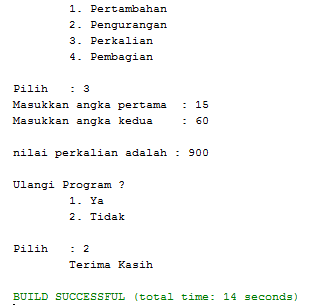 1. Pertambahan
2. Pengurangan
3. Perkalian
4. Pembagian
Pilih : 3
Masukkan angka pertama : 15
Masukkan angka kedua : 60
nilai perkalian adalah : 900
Ulangi Program ?
1. Ya
2. Tidak
Pilih : 2
Terima Kasih
BUILD SUCCESSFUL (total time: 14 seconds)